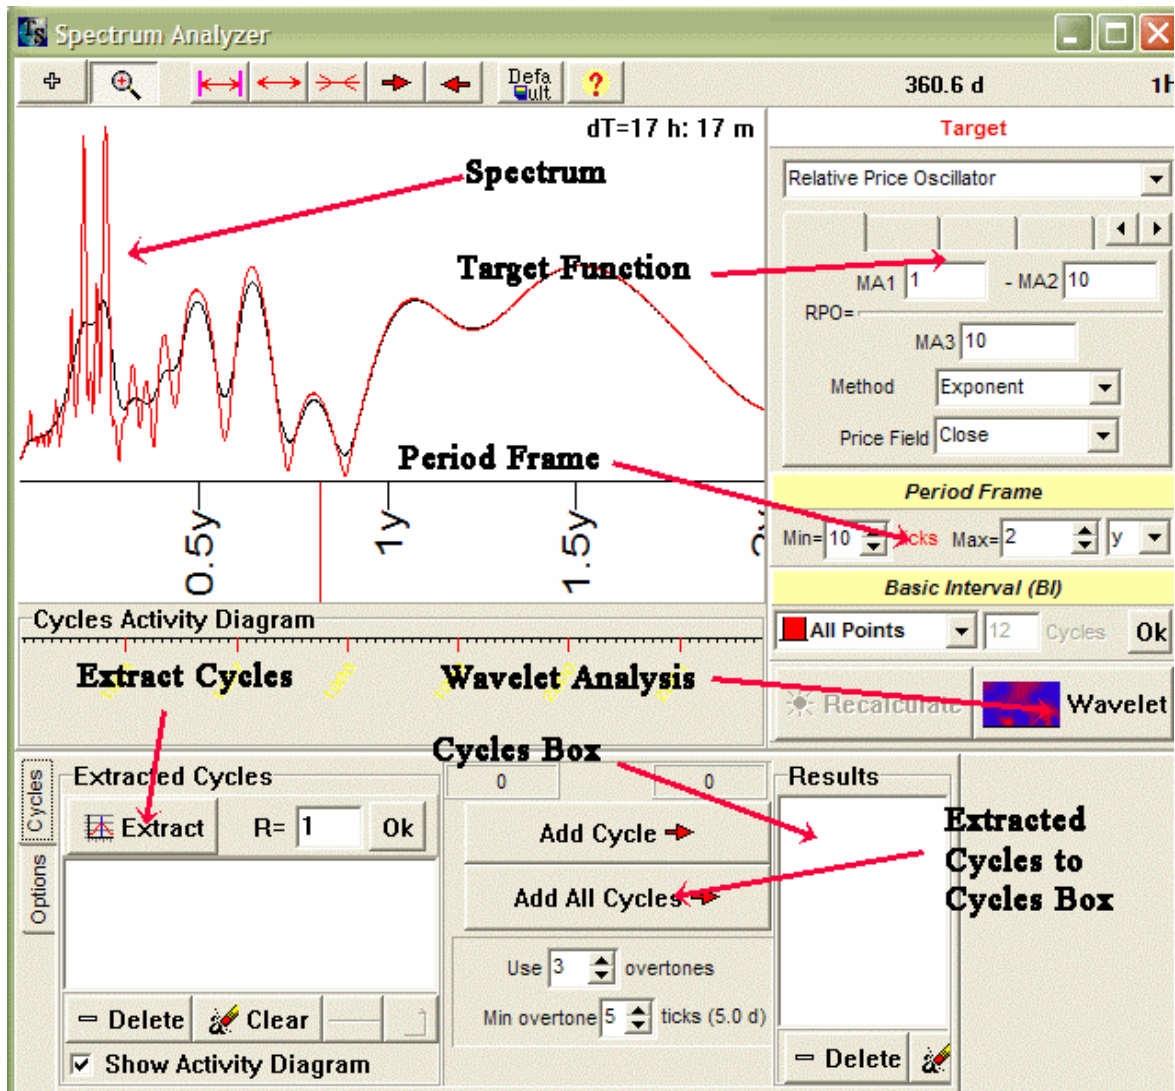 Spectrum Analyzer
Default
?
360.6 d
dT=17 h: 17 m
Target
Spectrum
Relative Price Oscillator
Target Function
MA1 1 - MA2 10
RPO=
MA3 10
Method Exponent
Price Field Close
Period Frame
0.5y 1y 1.5y
Period Frame
Min= 10 Max= 2 y
Basic Interval (BI)
All Points 12 Cycles Ok
Cycles Activity Diagram
1000
Extract Cycles
Wavelet Analysis
Recalculate Wavelet
Cycles Box
Cycles
Options
Extracted Cycles
0 0
Results
Extract R= 1 Ok
Add Cycle
Add All Cycles
Extracted
Cycles to
Cycles Box
Use 3 overtones
Min overtone 5 ticks (5.0 d)
Delete Clear
Delete
Show Activity Diagram